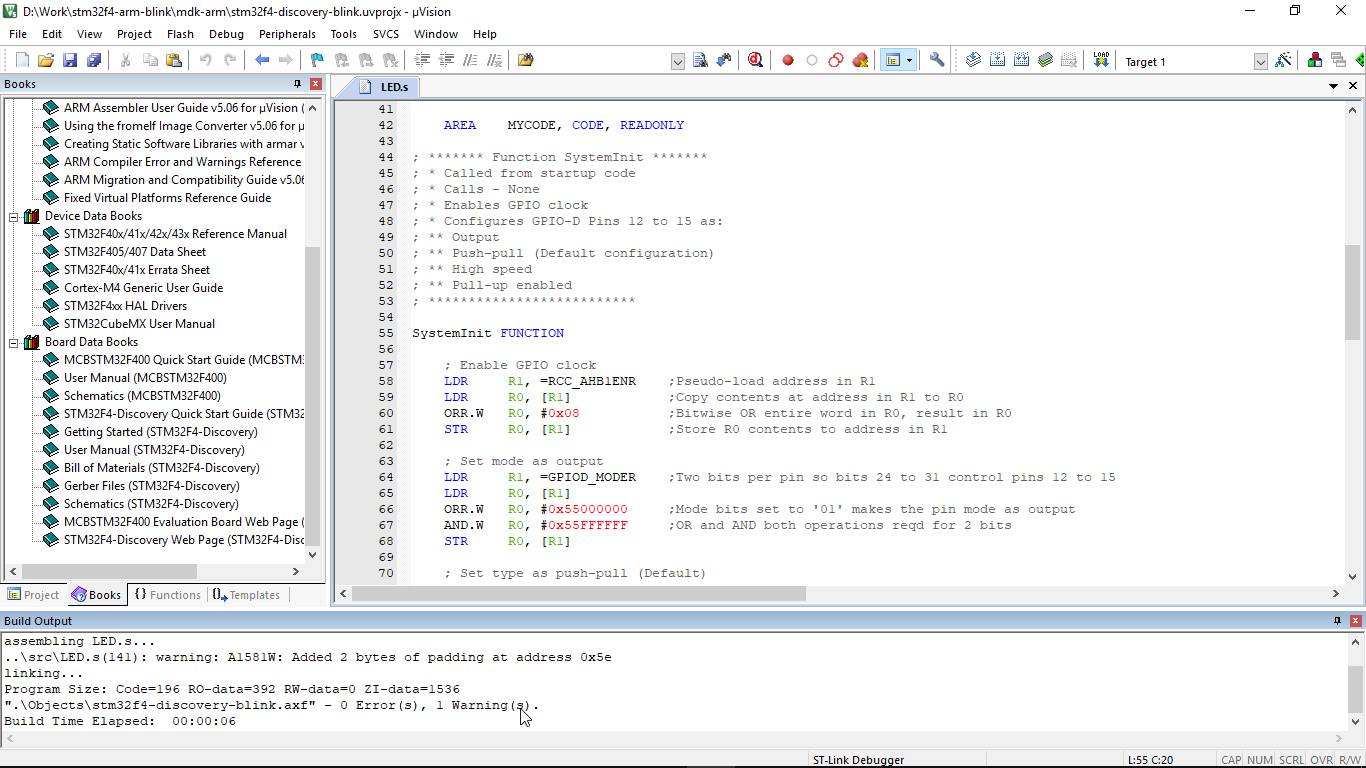 D:\Work\stm32f4-arm-blink\mdk-arm\stm32f4-discovery-blink.uvprojx - µVision
File Edit View Project Flash Debug Peripherals Tools SVCS Window Help
LOAD Target 1
Books
ARM Assembler User Guide v5.06 for µVision (
Using the fromelf Image Converter v5.06 for µ
Creating Static Software Libraries with armar v
ARM Compiler Error and Warnings Reference
ARM Migration and Compatibility Guide v5.06
Fixed Virtual Platforms Reference Guide
Device Data Books
STM32F40x/41x/42x/43x Reference Manual
STM32F405/407 Data Sheet
STM32F40x/41x Errata Sheet
Cortex-M4 Generic User Guide
STM32F4xx HAL Drivers
STM32CubeMX User Manual
Board Data Books
MCBSTM32F400 Quick Start Guide (MCBSTM3
User Manual (MCBSTM32F400)
Schematics (MCBSTM32F400)
STM32F4-Discovery Quick Start Guide (STM32
Getting Started (STM32F4-Discovery)
User Manual (STM32F4-Discovery)
Bill of Materials (STM32F4-Discovery)
Gerber Files (STM32F4-Discovery)
Schematics (STM32F4-Discovery)
MCBSTM32F400 Evaluation Board Web Page (
STM32F4-Discovery Web Page (STM32F4-Disc
Project Books {} Functions Templates
LED.s
41
42 AREA MYCODE, CODE, READONLY
43
44 ; ******* Function SystemInit *******
45 ; * Called from startup code
46 ; * Calls - None
47 ; * Enables GPIO clock
48 ; * Configures GPIO-D Pins 12 to 15 as:
49 ; ** Output
50 ; ** Push-pull (Default configuration)
51 ; ** High speed
52 ; ** Pull-up enabled
53 ; **************************
54
55 SystemInit FUNCTION
56
57 ; Enable GPIO clock
58 LDR R1, =RCC_AHB1ENR ;Pseudo-load address in R1
59 LDR R0, [R1] ;Copy contents at address in R1 to R0
60 ORR.W R0, #0x08 ;Bitwise OR entire word in R0, result in R0
61 STR R0, [R1] ;Store R0 contents to address in R1
62
63 ; Set mode as output
64 LDR R1, =GPIOD_MODER ;Two bits per pin so bits 24 to 31 control pins 12 to 15
65 LDR R0, [R1]
66 ORR.W R0, #0x55000000 ;Mode bits set to '01' makes the pin mode as output
67 AND.W R0, #0x55FFFFFF ;OR and AND both operations reqd for 2 bits
68 STR R0, [R1]
69
70 ; Set type as push-pull (Default)
Build Output
assembling LED.s...
..\src\LED.s(141): warning: A1581W: Added 2 bytes of padding at address 0x5e
linking...
Program Size: Code=196 RO-data=392 RW-data=0 ZI-data=1536
".\Objects\stm32f4-discovery-blink.axf" - 0 Error(s), 1 Warning(s).
Build Time Elapsed: 00:00:06
ST-Link Debugger L:55 C:20 CAP NUM SCRL OVR R/W